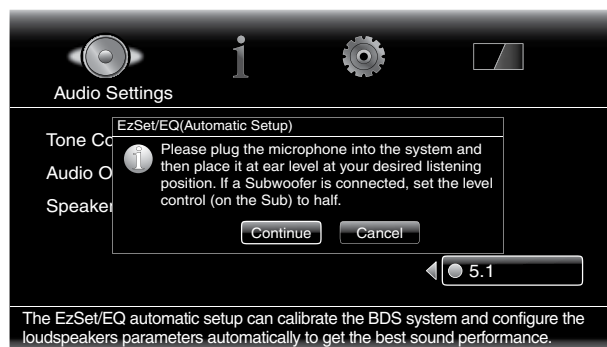 Audio Settings
EzSet/EQ(Automatic Setup)
Tone Co
Please plug the microphone into the system and
then place it at ear level at your desired listening
Audio O
position. If a Subwoofer is connected, set the level
control (on the Sub) to half.
Speaker
Continue Cancel
5.1
The EzSet/EQ automatic setup can calibrate the BDS system and configure the
loudspeakers parameters automatically to get the best sound performance.